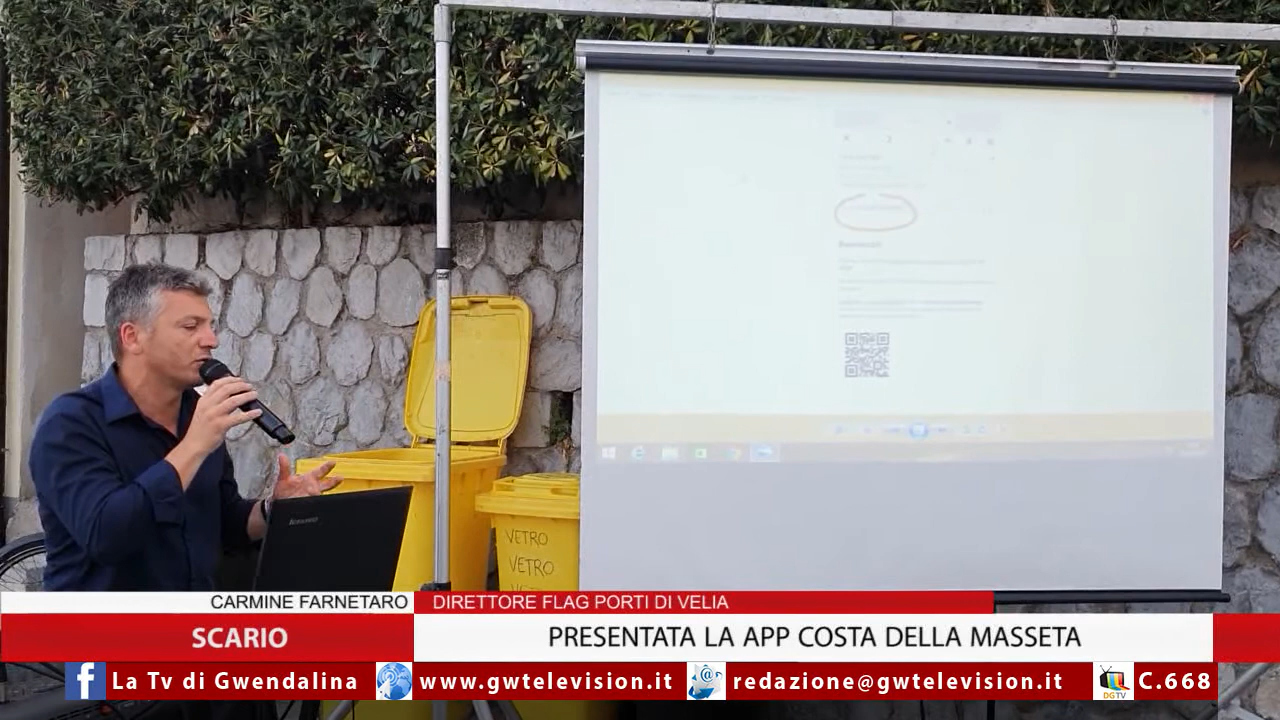 lenovo
VETRO
VETRO
CARMINE FARNETARO
DIRETTORE FLAG PORTI DI VELIA
SCARIO
PRESENTATA LA APP COSTA DELLA MASSETA
La Tv di Gwendalina
www.gwtelevision.it
redazione@gwtelevision.it
DGTV
C.668